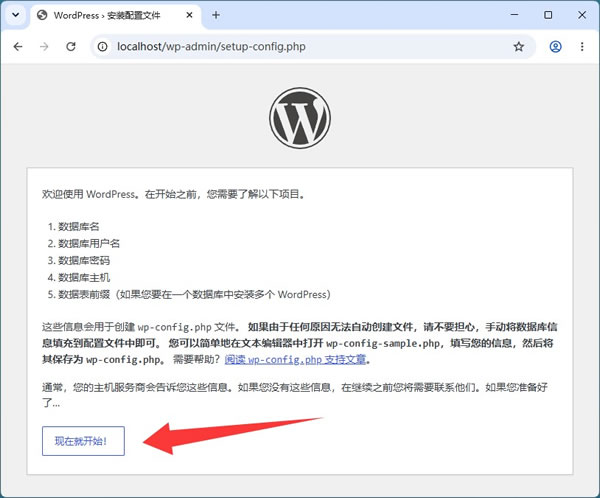 WordPress › 安装配置文件
localhost/wp-admin/setup-config.php
欢迎使用 WordPress。在开始之前，您需要了解以下项目。
1. 数据库名
2. 数据库用户名
3. 数据库密码
4. 数据库主机
5. 数据表前缀（如果您要在一个数据库中安装多个 WordPress）
这些信息会用于创建 wp-config.php 文件。 如果由于任何原因无法自动创建文件，请不要担心，手动将数据库信
息填充到配置文件中即可。 您可以简单地在文本编辑器中打开 wp-config-sample.php，填写您的信息，然后将
其保存为 wp-config.php。 需要帮助？ 阅读 wp-config.php 支持文章。
通常，您的主机服务商会告诉您这些信息。如果您没有这些信息，在继续之前您将需要联系他们。如果您准备好
了…
现在就开始！